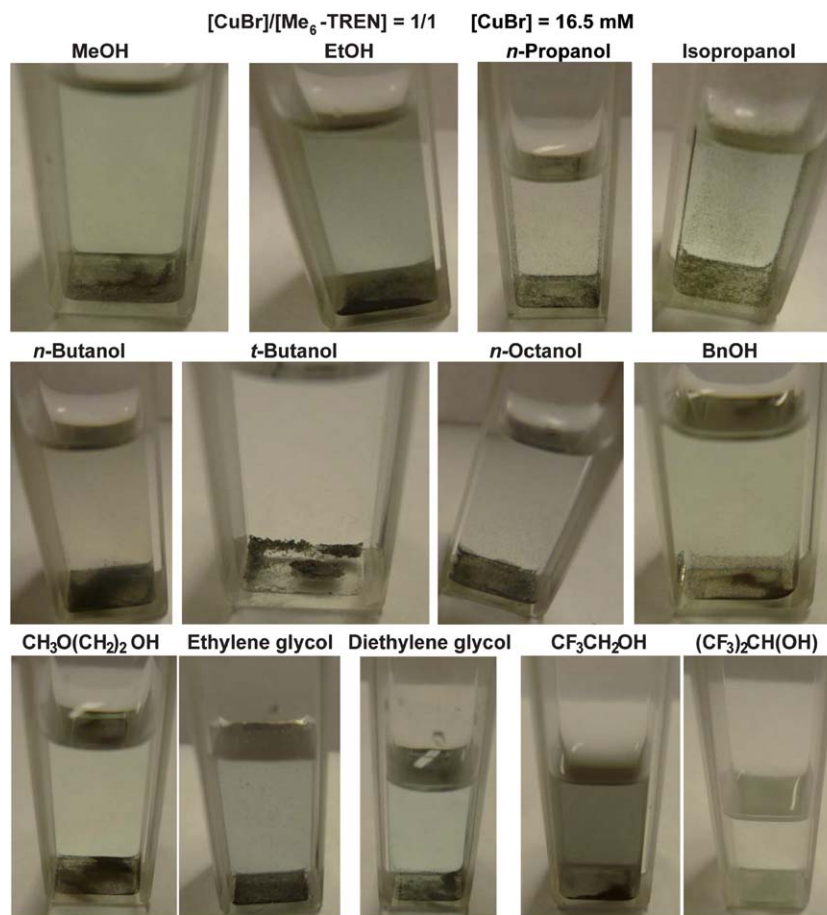 [CuBr]/[Me₆-TREN] = 1/1 [CuBr] = 16.5 mM
MeOH EtOH n-Propanol Isopropanol
n-Butanol t-Butanol n-Octanol BnOH
CH₃O(CH₂)₂ OH Ethylene glycol Diethylene glycol CF₃CH₂OH (CF₃)₂CH(OH)